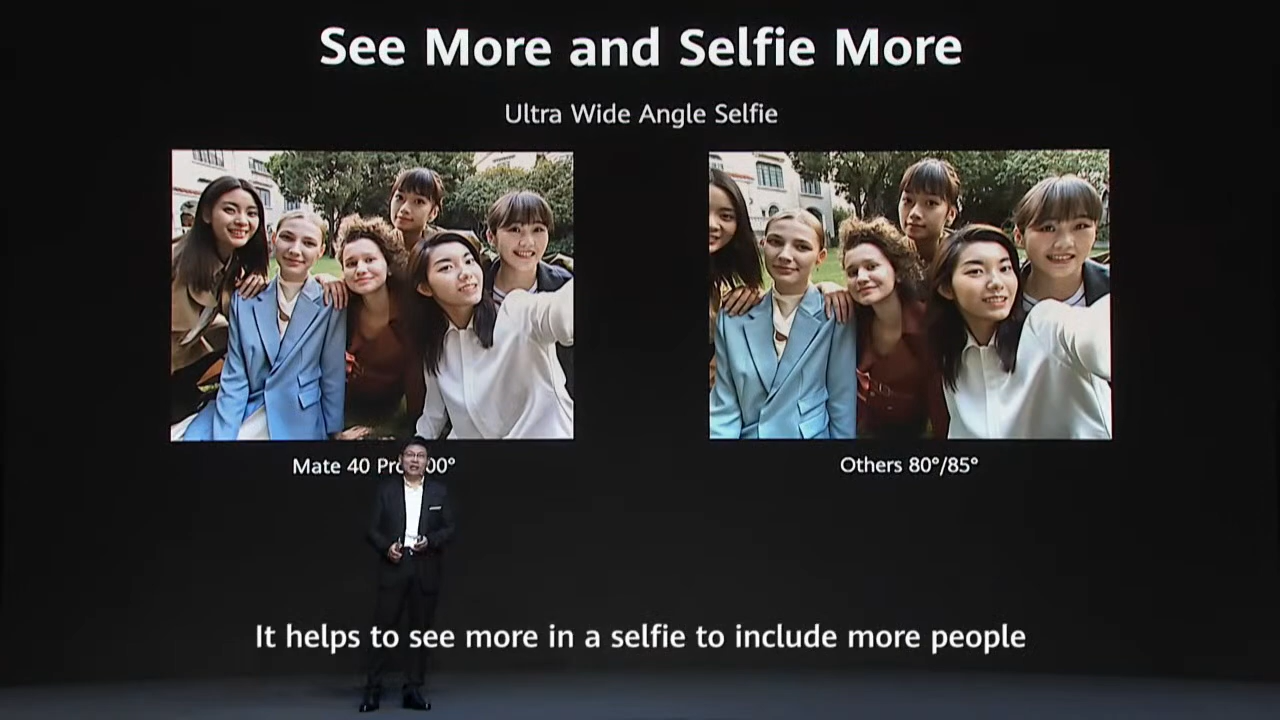 See More and Selfie More
Ultra Wide Angle Selfie
Mate 40 Pro 00°
Others 80°/85°
It helps to see more in a selfie to include more people